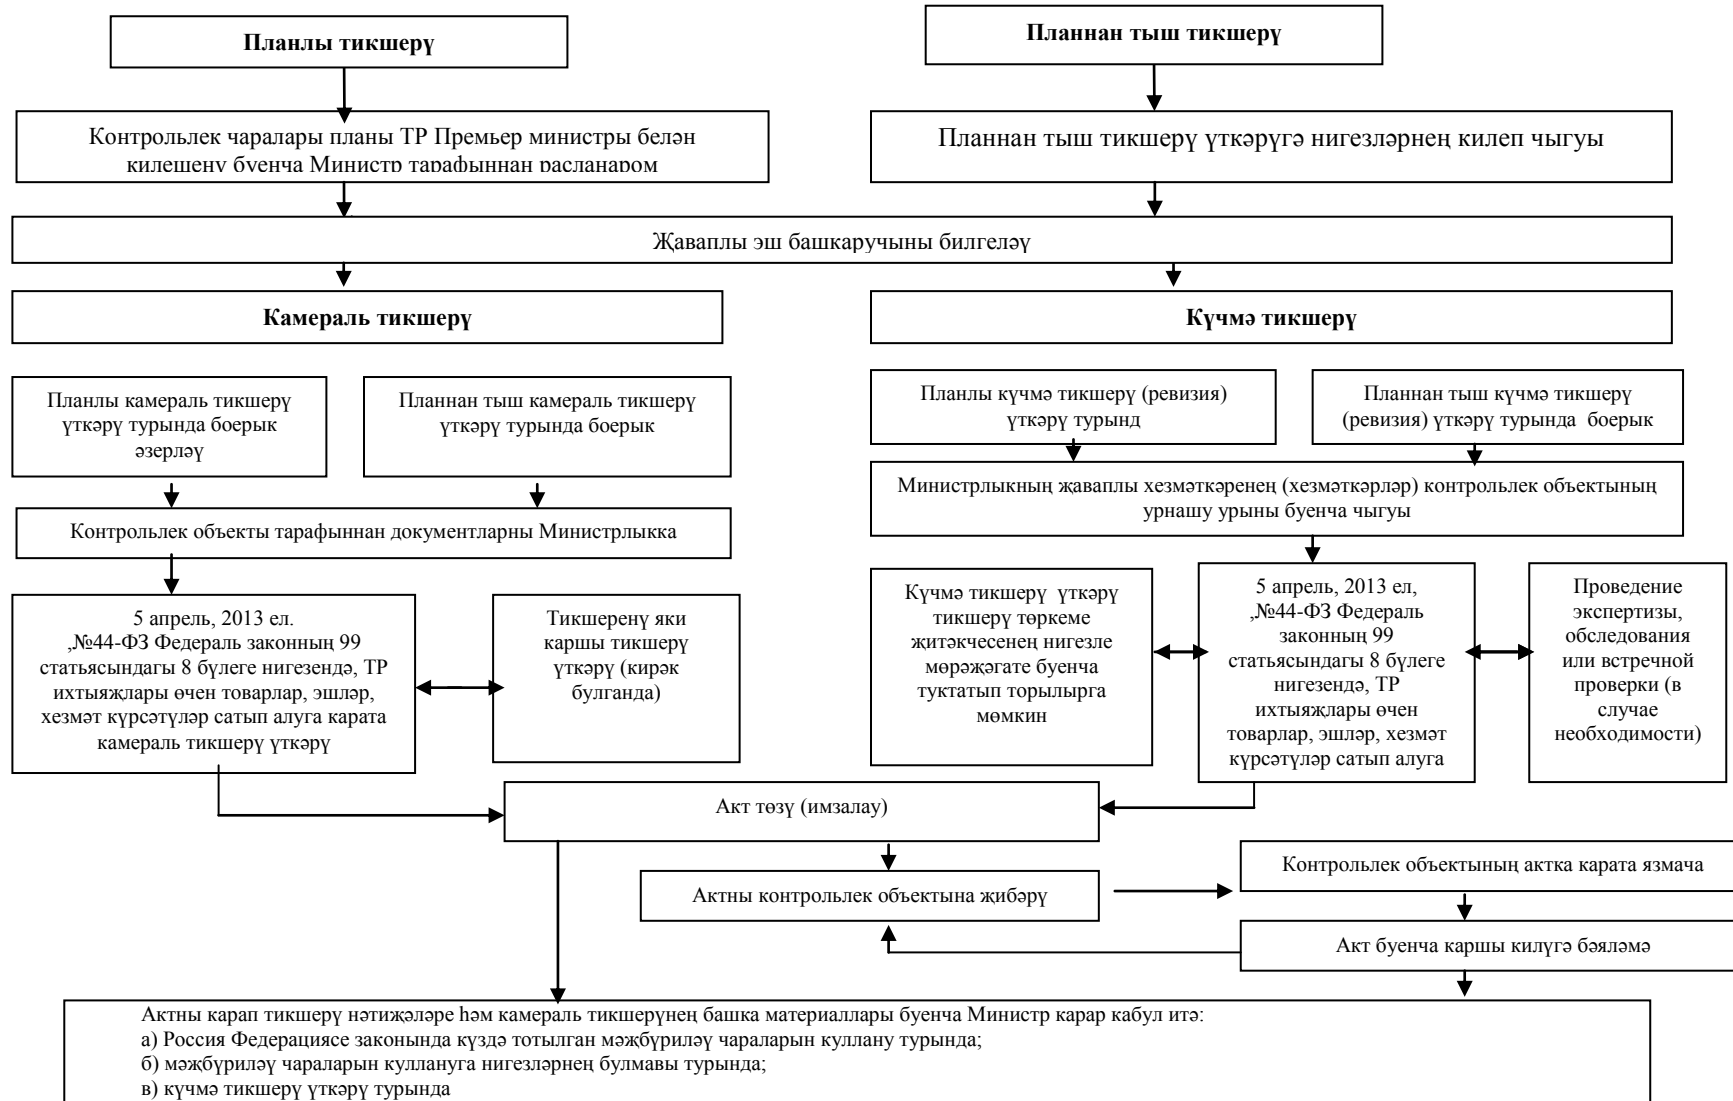 Планлы тикшерү
Планнан тыш тикшерү
Контрольлек чаралары планы ТР Премьер министры белән
килешенү буенча Министр тарафыннан расланаром
Планнан тыш тикшерү үткәрүгә нигезләрнең килеп чыгуы
Җаваплы эш башкаручыны билгеләү
Камераль тикшерү
Күчмә тикшерү
Планлы камераль тикшерү
үткәрү турында боерык
әзерләү
Планнан тыш камераль тикшерү
үткәрү турында боерык
Планлы күчмә тикшерү (ревизия)
үткәрү турынд
Планнан тыш күчмә тикшерү
(ревизия) үткәрү турында боерык
Контрольлек объекты тарафыннан документларны Министрлыкка
Министрлыкның җаваплы хезмәткәренең (хезмәткәрләр) контрольлек объектының
урнашу урыны буенча чыгуы
5 апрель, 2013 ел.
,№44-ФЗ Федераль законның 99
статьясындагы 8 бүлеге нигезендә, ТР
ихтыяҗлары өчен товарлар, эшләр,
хезмәт күрсәтүләр сатып алуга карата
камераль тикшерү үткәрү
Тикшеренү яки
каршы тикшерү
үткәрү (кирәк
булганда)
Күчмә тикшерү үткәрү
тикшерү төркеме
җитәкчесенең нигезле
мөрәҗәгате буенча
туктатып торылырга
мөмкин
5 апрель, 2013 ел,
,№44-ФЗ Федераль
законның 99
статьясындагы 8 бүлеге
нигезендә, ТР
ихтыяҗлары өчен
товарлар, эшләр, хезмәт
күрсәтүләр сатып алуга
Проведение
экспертизы,
обследования
или встречной
проверки (в
случае
необходимости)
Акт төзү (имзалау)
Актны контрольлек объектына җибәрү
Контрольлек объектының актка карата язмача
Акт буенча каршы килүгә бәяләмә
Актны карап тикшерү нәтиҗәләре һәм камераль тикшерүнең башка материаллары буенча Министр карар кабул итә:
а) Россия Федерациясе законында күздә тотылган мәҗбүриләү чараларын куллану турында;
б) мәҗбүриләү чараларын куллануга нигезләрнең булмавы турында;
в) күчмә тикшерү үткәрү турында